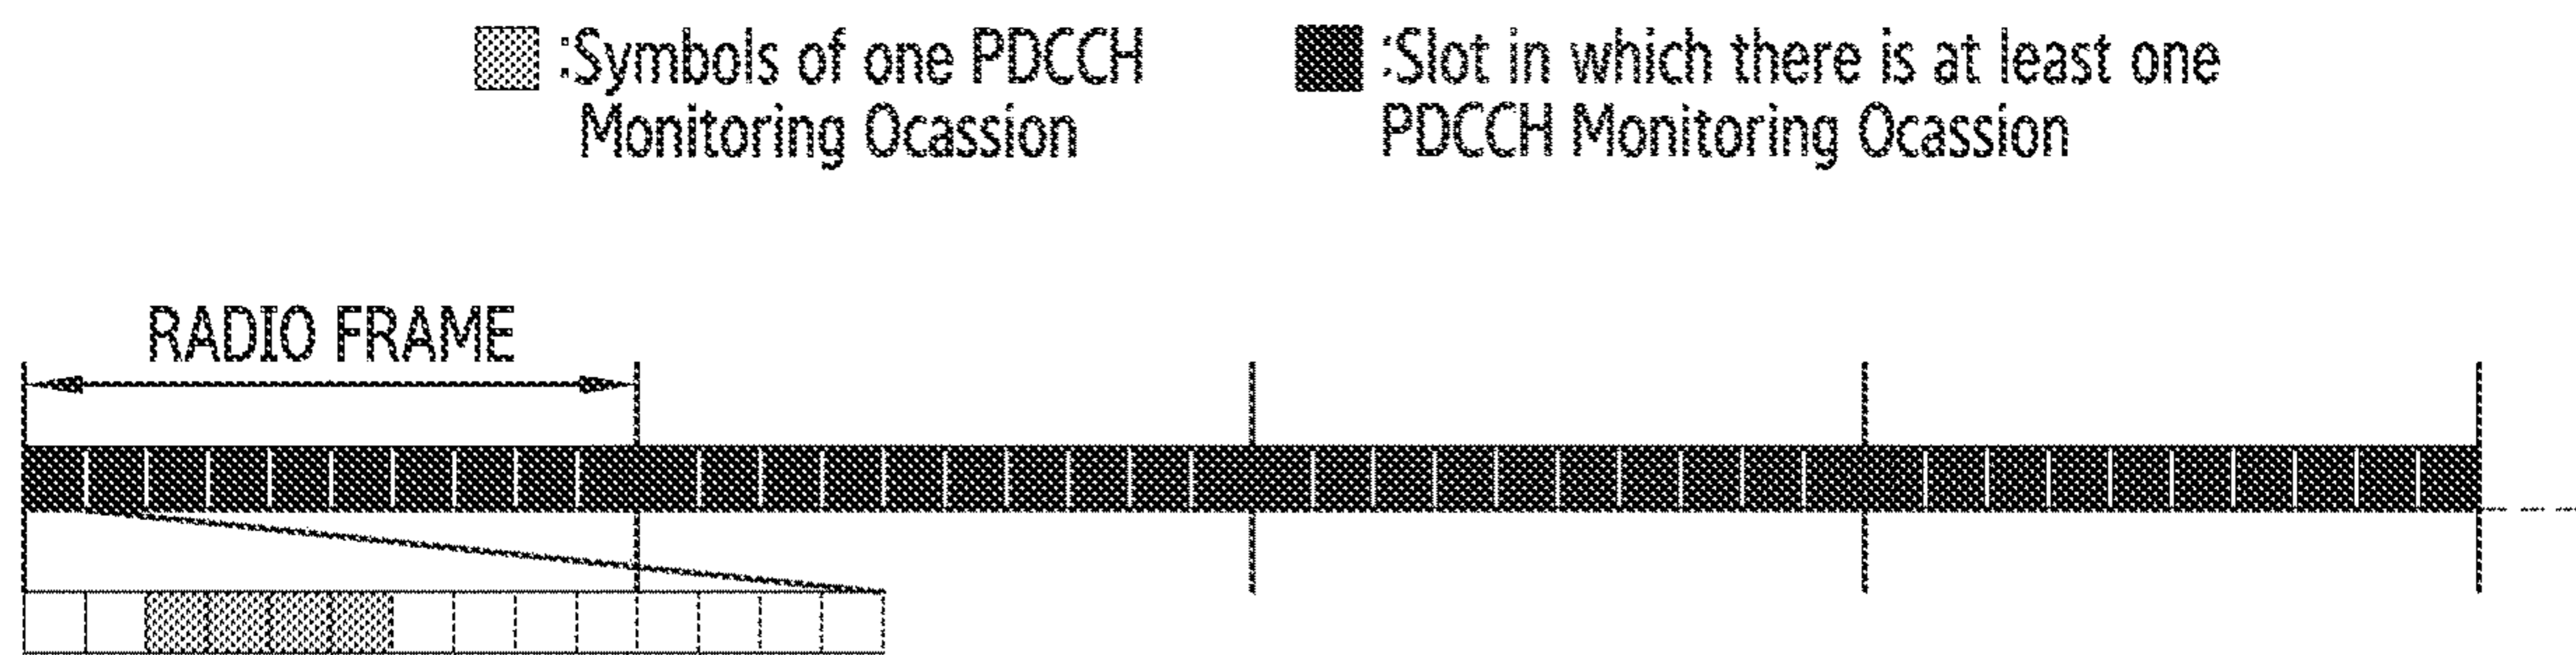 :Symbols of one PDCCH
Monitoring Ocassion
:Slot in which there is at least one
PDCCH Monitoring Ocassion
RADIO FRAME